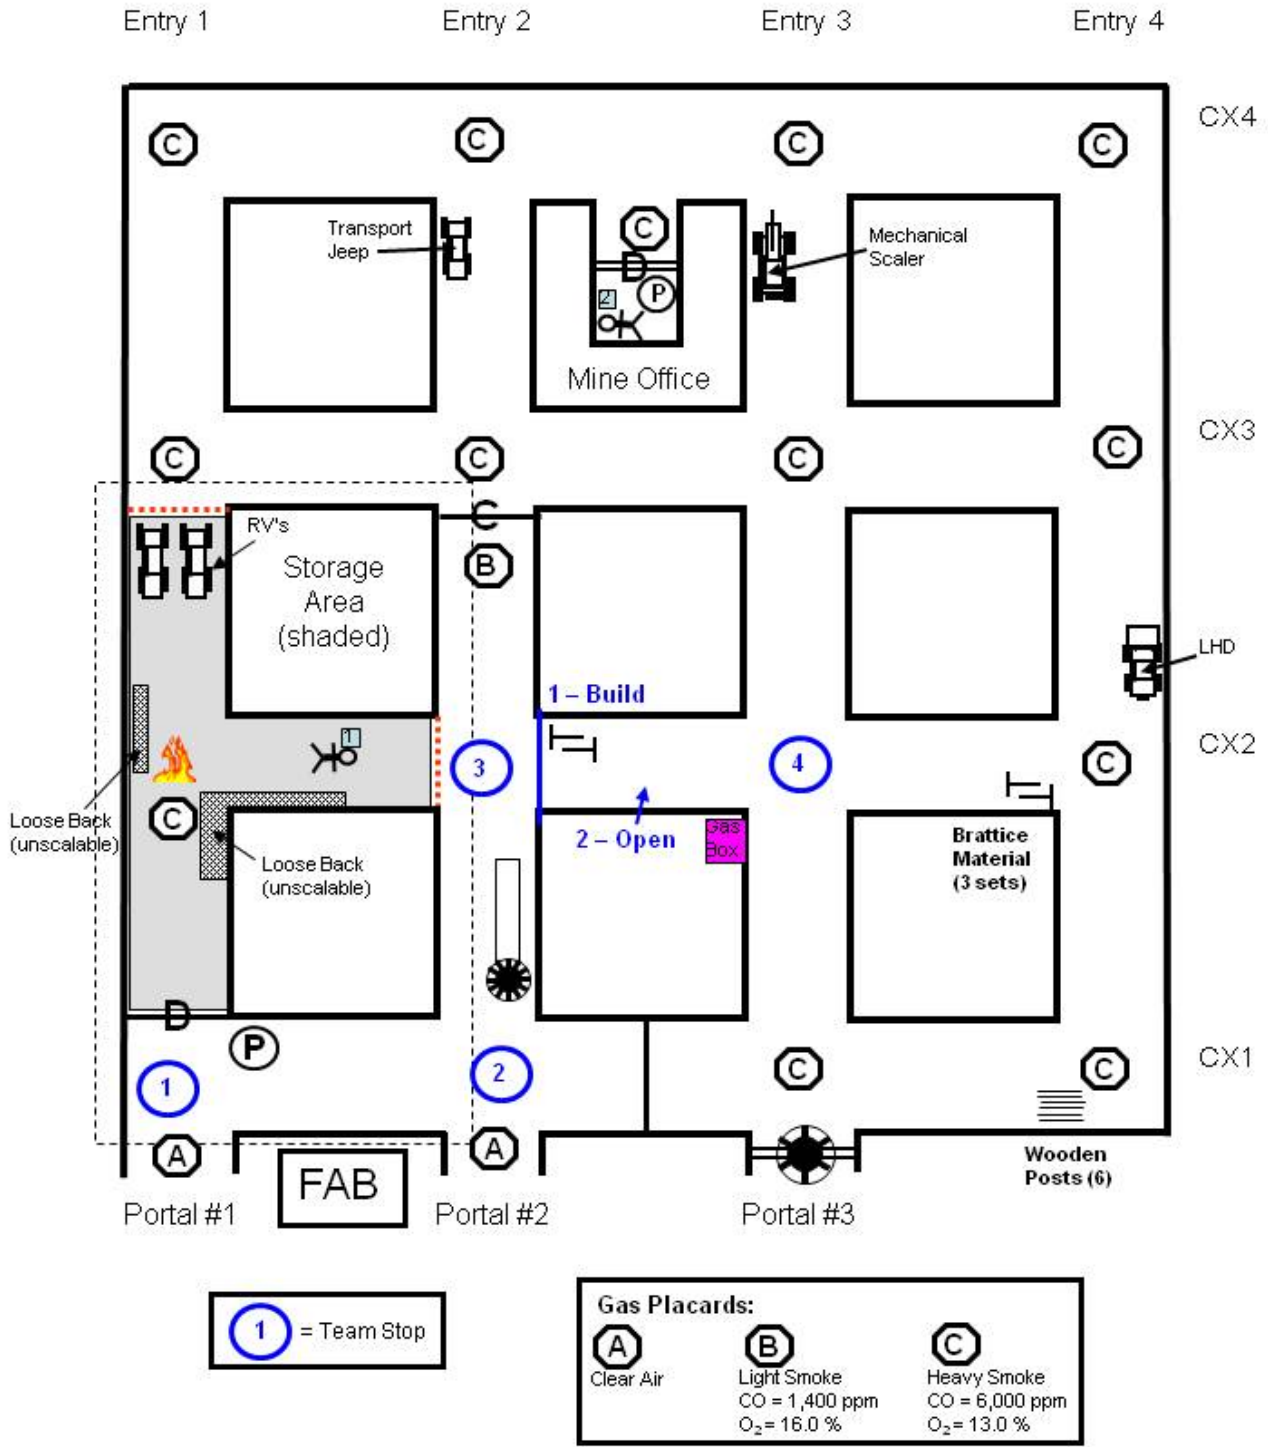 Entry 1
Entry 2
Entry 3
Entry 4
CX4
C
C
C
C
Transport
Jeep
C
D
P
2
Mechanical
Scaler
Mine Office
CX3
C
C
C
C
C
RV's
B
Storage
Area
(shaded)
LHD
1 – Build
1
3
4
C
CX2
Loose Back
(unscalable)
C
Loose Back
(unscalable)
2 – Open
Gas
Box
Brattice
Material
(3 sets)
D
P
1
2
C
C
CX1
A
A
FAB
Wooden
Posts (6)
Portal #1
Portal #2
Portal #3
1 = Team Stop
Gas Placards:
A
B
C
Clear Air
Light Smoke
CO = 1,400 ppm
O2= 16.0 %
Heavy Smoke
CO = 6,000 ppm
O2= 13.0 %